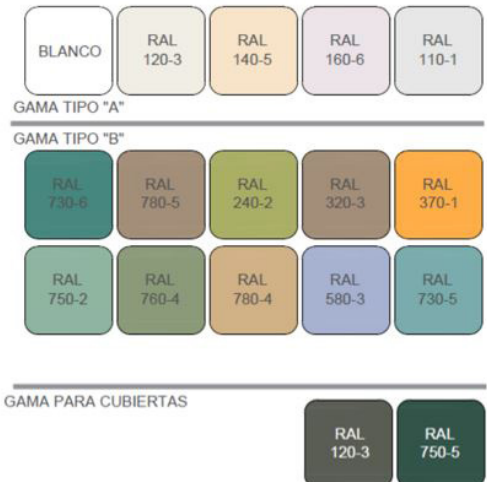 BLANCO
RAL
120-3
RAL
140-5
RAL
160-6
RAL
110-1
GAMA TIPO "A"
GAMA TIPO "B"
RAL
730-6
RAL
780-5
RAL
240-2
RAL
320-3
RAL
370-1
RAL
750-2
RAL
760-4
RAL
780-4
RAL
580-3
RAL
730-5
GAMA PARA CUBIERTAS
RAL
120-3
RAL
750-5